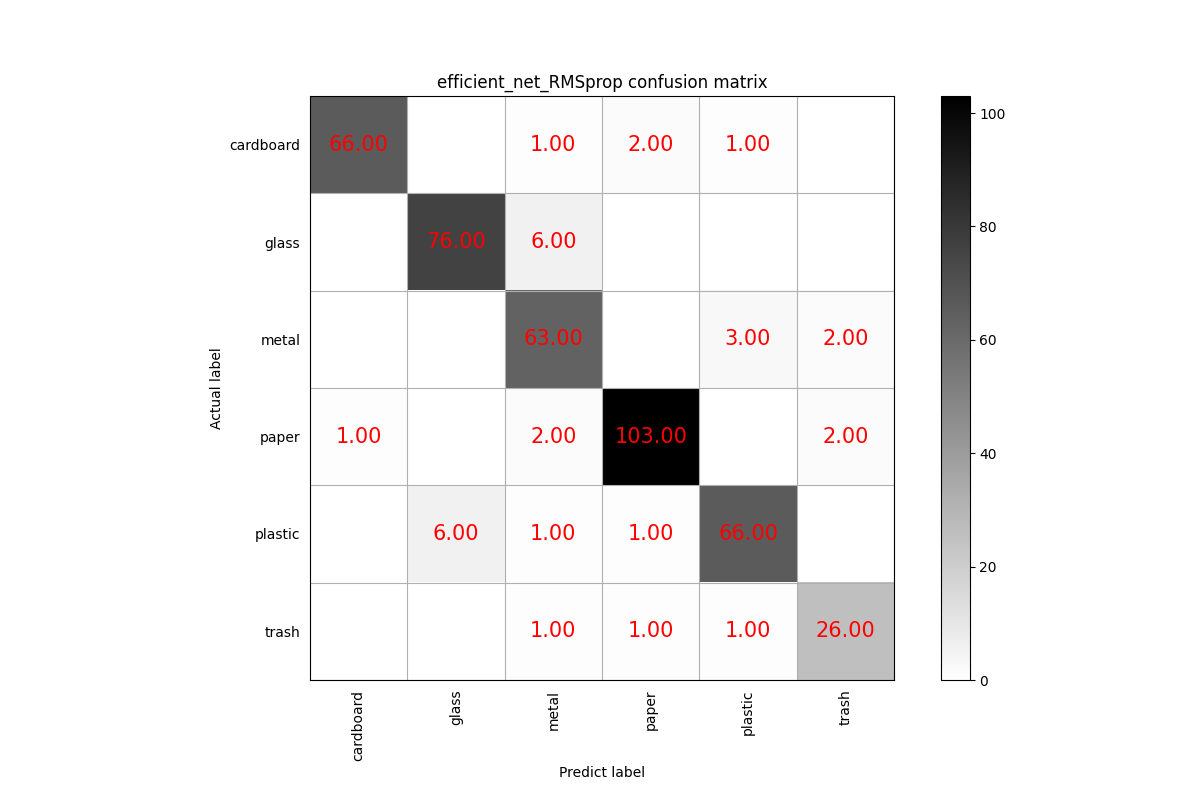 efficient_net_RMSprop confusion matrix
cardboard 66.00 1.00 2.00 1.00
glass 76.00 6.00
metal 63.00 3.00 2.00
paper 1.00 2.00 103.00 2.00
plastic 6.00 1.00 1.00 66.00
trash 1.00 1.00 1.00 26.00
Actual label
cardboard glass metal paper plastic trash
Predict label
100
80
60
40
20
0